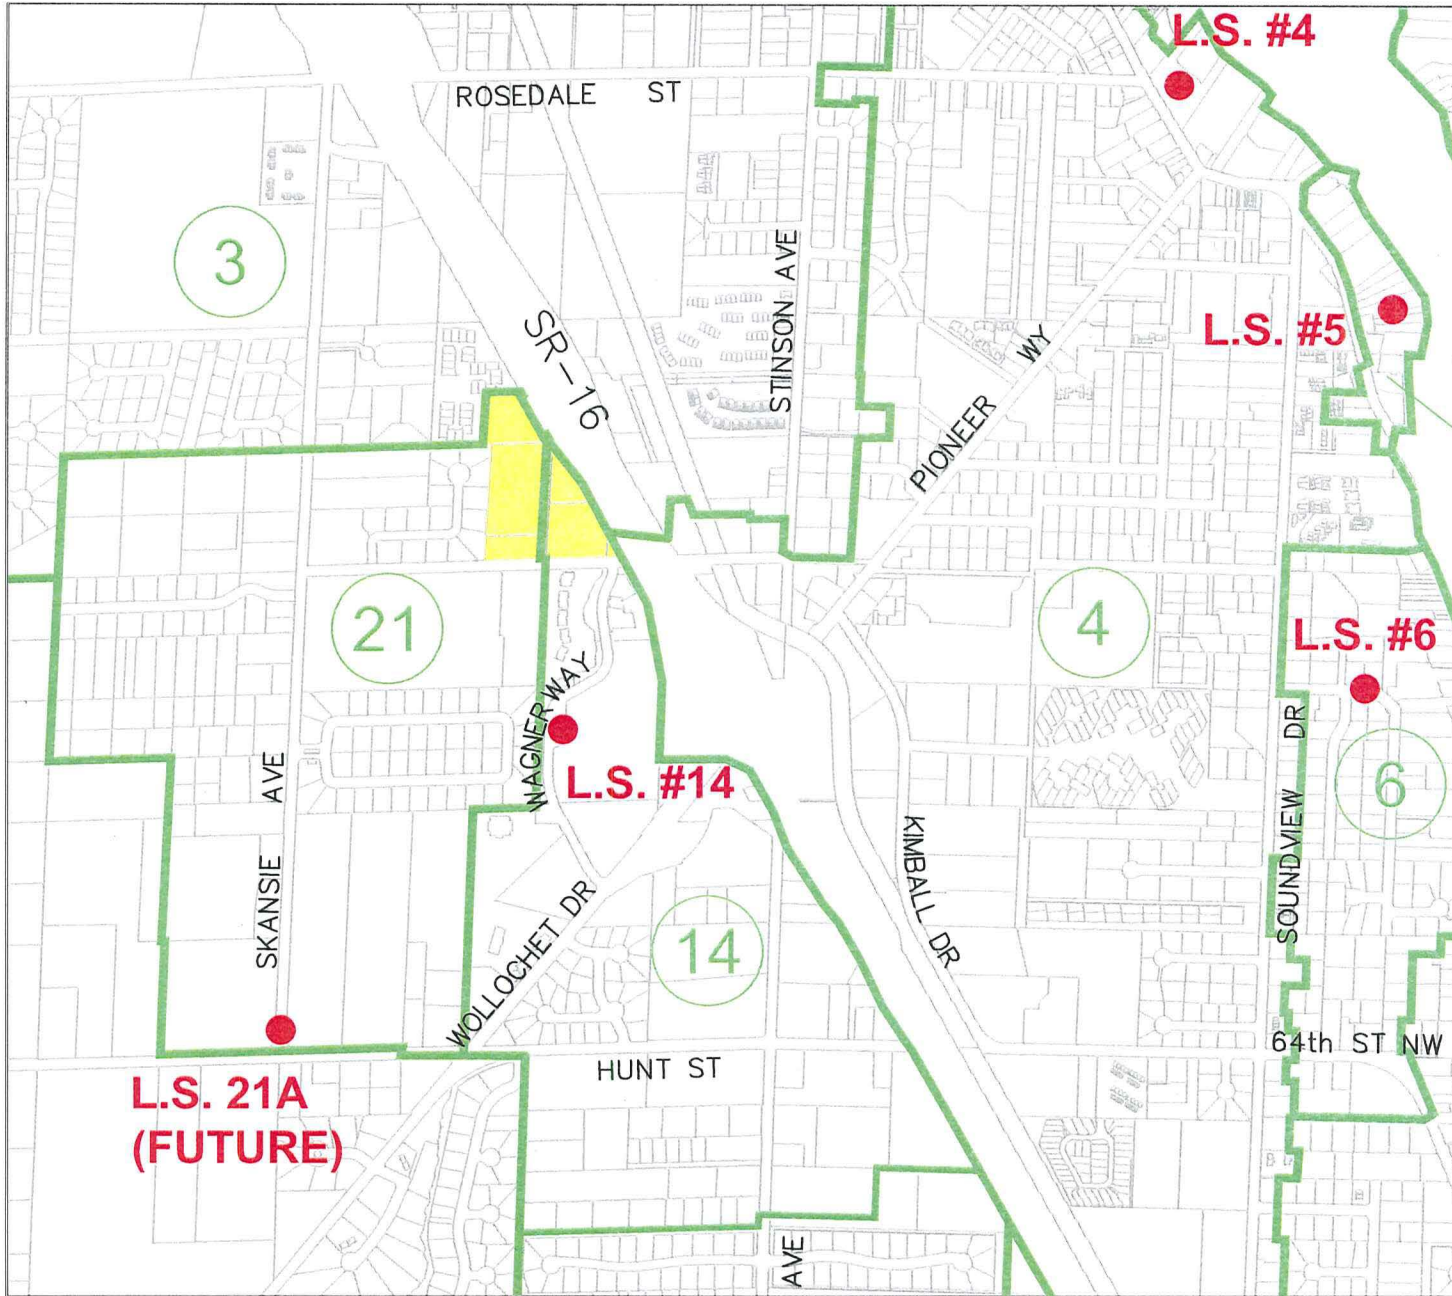 L.S. #4
ROSEDALE ST
3
STINSON AVE
SR-16
L.S. #5
PIONEER WY
21
4
L.S. #6
WAGNER WAY
L.S. #14
SKANSIE AVE
SOUNDVIEW DR
6
KIMBALL DR
WOLLOCHET DR
14
HUNT ST
64th ST NW
L.S. 21A
(FUTURE)
AVE